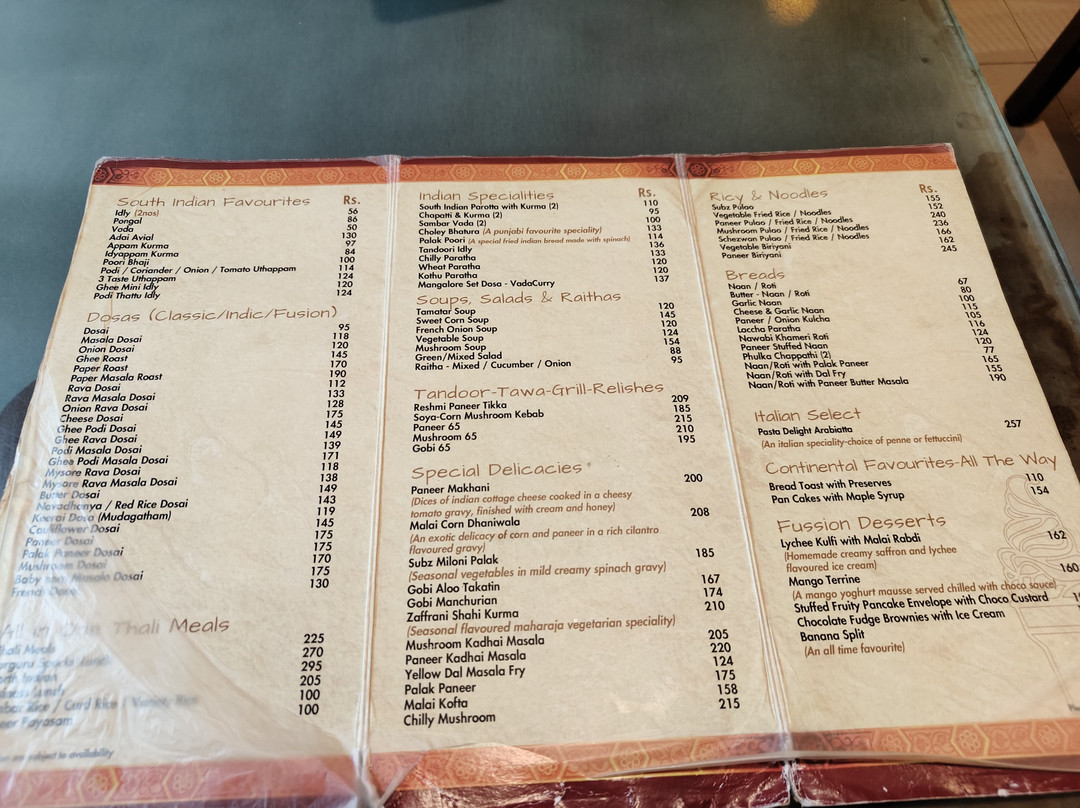 South Indian Favourites Rs.
Idly (2nos) 56
Pongal 86
Vada 50
Adai Avial 130
Appam Kurma 97
Idyappam Kurma 84
Poori Bhaji 100
Podi / Coriander / Onion / Tomato Uthappam 114
3 Taste Uthappam 124
Ghee Mini Idly 120
Podi Thattu Idly 124
Dosas (Classic/Indic/Fusion)
Dosai 95
Masala Dosai 118
Onion Dosai 120
Ghee Roast 145
Paper Roast 170
Paper Masala Roast 190
Rava Dosai 112
Rava Masala Dosai 133
Onion Rava Dosai 128
Cheese Dosai 175
Ghee Podi Dosai 145
Ghee Rava Dosai 149
Podi Masala Dosai 139
Ghee Podi Masala Dosai 171
Mysore Rava Dosai 118
Mysore Rava Masala Dosai 138
Butter Dosai 149
Navadhanya / Red Rice Dosai 143
Keerai Dosa (Mudagatham) 119
Cauliflower Dosai 145
Paneer Dosai 175
Palak Paneer Dosai 175
Mushroom Dosai 170
Baby Masala Dosai 175
French Dosai 130
All in Thali Meals
Thali Meals 225
270
295
205
Rice / Curd Rice / Rice 100
Payasam 100
are subject to availability
Indian Specialities Rs.
South Indian Parotta with Kurma (2) 110
Chapatti & Kurma (2) 95
Sambar Vada (2) 100
Choley Bhatura (A punjabi favourite speciality) 133
Palak Poori (A special fried indian bread made with spinach) 114
Tandoori Idly 136
Chilly Paratha 133
Wheat Paratha 120
Kothu Paratha 120
Mangalore Set Dosa - VadaCurry 137
Soups, Salads & Raithas
Tamatar Soup 120
Sweet Corn Soup 145
French Onion Soup 120
Vegetable Soup 124
Mushroom Soup 154
Green/Mixed Salad 88
Raitha - Mixed / Cucumber / Onion 95
Tandoor-Tawa-Grill-Relishes
Reshmi Paneer Tikka 209
Soya-Corn Mushroom Kebab 185
Paneer 65 215
Mushroom 65 210
Gobi 65 195
Special Delicacies
Paneer Makhani 200
(Dices of indian cottage cheese cooked in a cheesy
tomato gravy, finished with cream and honey)
Malai Corn Dhaniwala 208
(An exotic delicacy of corn and paneer in a rich cilantro
flavoured gravy)
Subz Miloni Palak 185
(Seasonal vegetables in mild creamy spinach gravy)
Gobi Aloo Takatin 167
Gobi Manchurian 174
Zaffrani Shahi Kurma 210
(Seasonal flavoured maharaja vegetarian speciality)
Mushroom Kadhai Masala 205
Paneer Kadhai Masala 220
Yellow Dal Masala Fry 124
Palak Paneer 175
Malai Kofta 158
Chilly Mushroom 215
Ricy & Noodles Rs.
Subz Pulao 155
Vegetable Fried Rice / Noodles 152
Paneer Pulao / Fried Rice / Noodles 240
Mushroom Pulao / Fried Rice / Noodles 236
Schezwan Pulao / Fried Rice / Noodles 166
Vegetable Biriyani 162
Paneer Biriyani 245
Breads
Naan / Roti 67
Butter - Naan / Roti 80
Garlic Naan 100
Cheese & Garlic Naan 115
Paneer / Onion Kulcha 105
Laccha Paratha 116
Nawabi Khameri Roti 124
Paneer Stuffed Naan 120
Phulka Chappathi (2) 77
Naan/Roti with Palak Paneer 165
Naan/Roti with Dal Fry 155
Naan/Roti with Paneer Butter Masala 190
Italian Select
Pasta Delight Arabiatta 257
(An italian speciality-choice of penne or fettuccini)
Continental Favourites-All The Way
Bread Toast with Preserves 110
Pan Cakes with Maple Syrup 154
Fussion Desserts
Lychee Kulfi with Malai Rabdi 162
(Homemade creamy saffron and lychee
flavoured ice cream)
Mango Terrine 160
(A mango yoghurt mausse served chilled with choco sauce)
Stuffed Fruity Pancake Envelope with Choco Custard
Chocolate Fudge Brownies with Ice Cream
Banana Split
(An all time favourite)